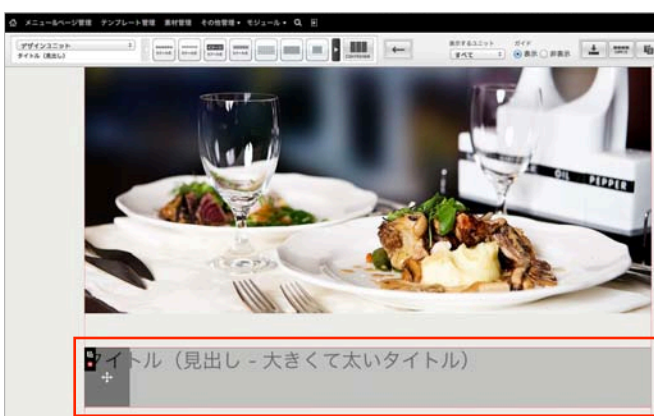 メニュー&ページ管理 テンプレート管理 素材管理 その他管理 モジュール
デザインユニット
タイトル（見出し）
CONTAINER
表示するユニット
すべて
ガイド
表示 非表示
OIL PEPPER
タイトル（見出し - 大きくて太いタイトル）